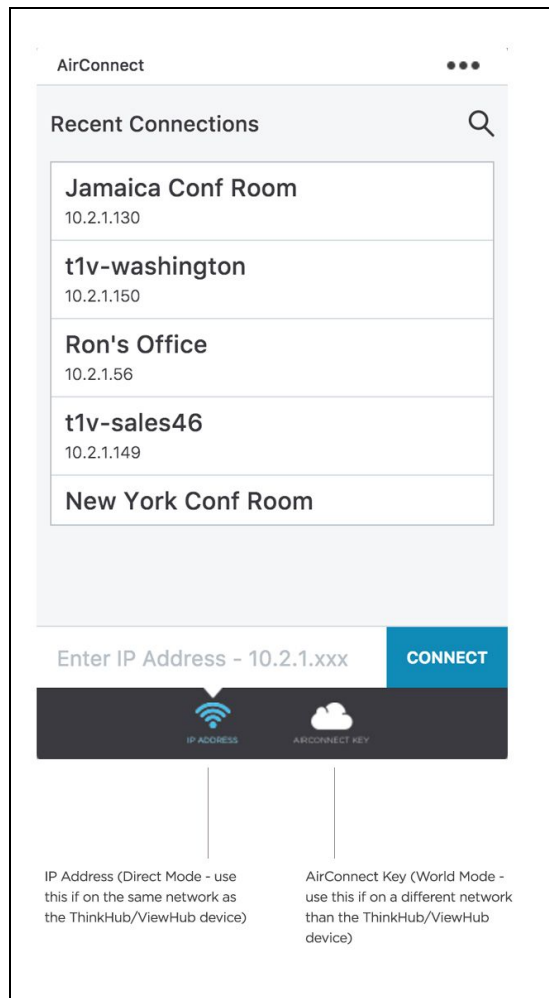 AirConnect
Recent Connections
Jamaica Conf Room
10.2.1.130
t1v-washington
10.2.1.150
Ron's Office
10.2.1.56
t1v-sales46
10.2.1.149
New York Conf Room
Enter IP Address - 10.2.1.xxx
CONNECT
IP ADDRESS
AIRCONNECT KEY
IP Address (Direct Mode - use
this if on the same network as
the ThinkHub/ViewHub device)
AirConnect Key (World Mode -
use this if on a different network
than the ThinkHub/ViewHub
device)